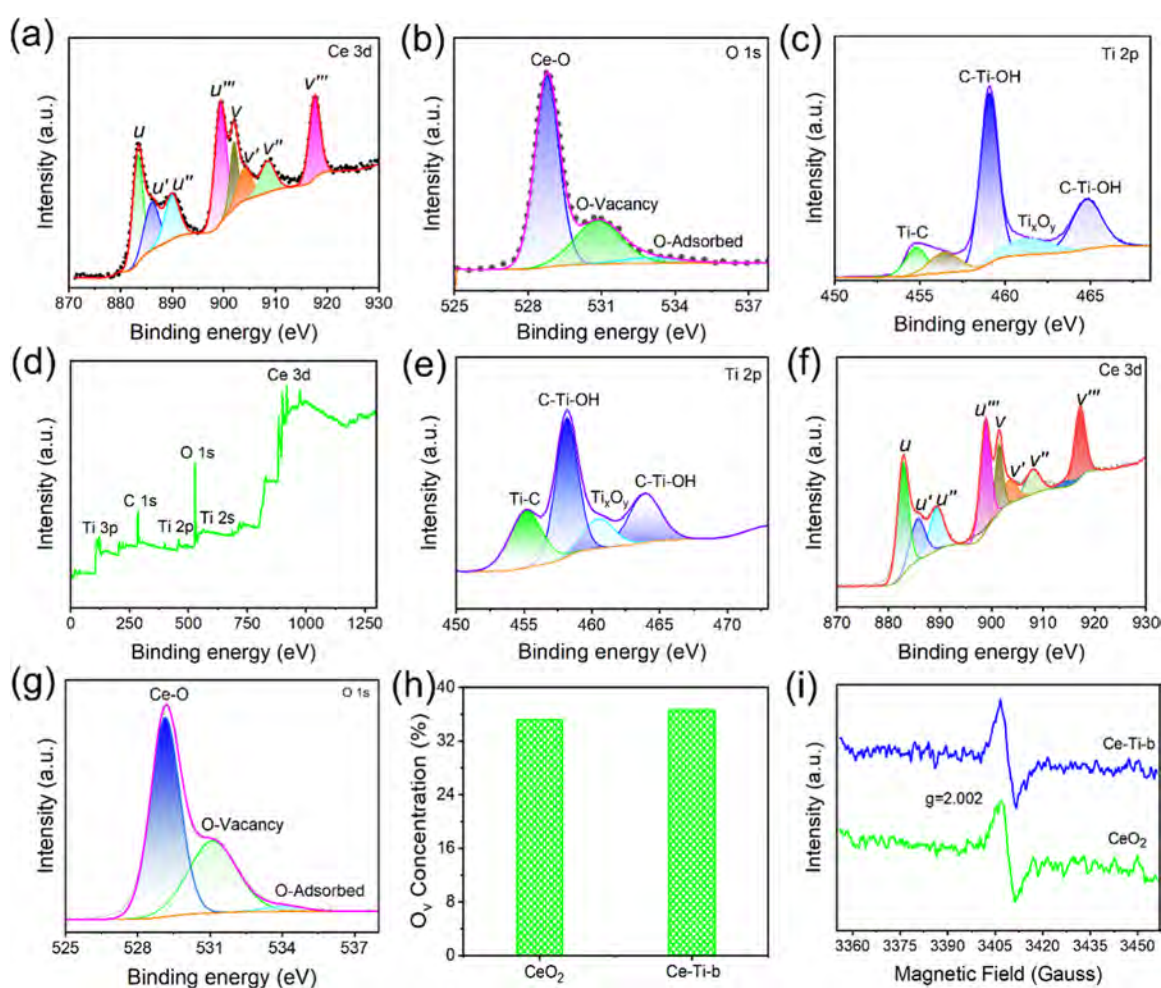 (a)
Ce 3d
u
u'
u''
u'''
v
v'
v''
v'''
Intensity (a.u.)
870 880 890 900 910 920 930
Binding energy (eV)
(b)
O 1s
Ce-O
O-Vacancy
O-Adsorbed
Intensity (a.u.)
525 528 531 534 537
Binding energy (eV)
(c)
Ti 2p
C-Ti-OH
C-Ti-OH
Ti-C
TiₓOᵧ
Intensity (a.u.)
450 455 460 465
Binding energy (eV)
(d)
Ce 3d
O 1s
C 1s
Ti 3p
Ti 2p
Ti 2s
Intensity (a.u.)
0 250 500 750 1000 1250
Binding energy (eV)
(e)
Ti 2p
C-Ti-OH
Ti-C
TiₓOᵧ
C-Ti-OH
Intensity (a.u.)
450 455 460 465 470
Binding energy (eV)
(f)
Ce 3d
u
u'
u''
u'''
v
v'
v''
v'''
Intensity (a.u.)
870 880 890 900 910 920 930
Binding energy (eV)
(g)
O 1s
Ce-O
O-Vacancy
O-Adsorbed
Intensity (a.u.)
525 528 531 534 537
Binding energy (eV)
(h)
Oᵥ Concentration (%)
40
36
24
16
8
0
CeO₂ Ce-Ti-b
(i)
Ce-Ti-b
g=2.002
CeO₂
Intensity (a.u.)
3360 3375 3390 3405 3420 3435 3450
Magnetic Field (Gauss)